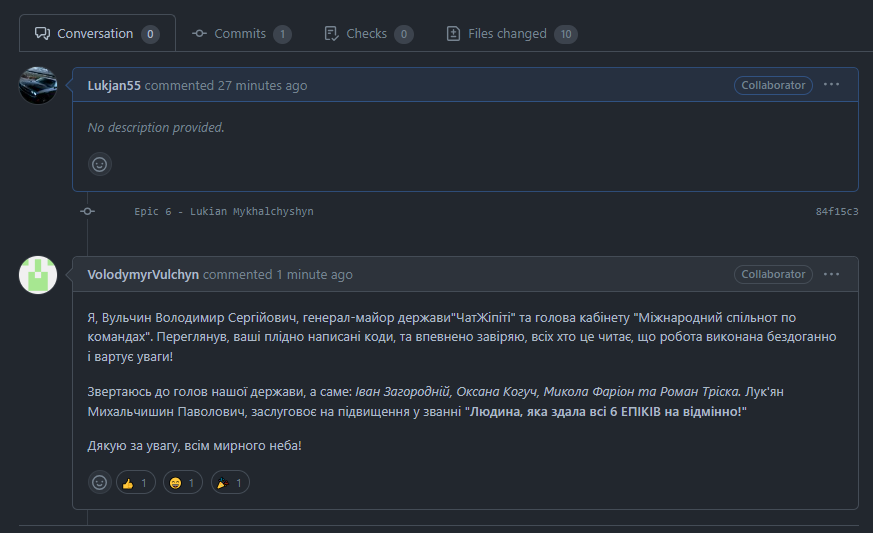 Conversation 0 Commits 1 Checks 0 Files changed 10
Lukjan55 commented 27 minutes ago Collaborator
No description provided.
Epic 6 - Lukian Mykhalchyshyn 84f15c3
VolodymyrVulchyn commented 1 minute ago Collaborator
Я, Вульчин Володимир Сергійович, генерал-майор держави"ЧатЖіпіті" та голова кабінету "Міжнародний спільнот по
командах". Переглянув, ваші плідно написані коди, та впевнено завіряю, всіх хто це читає, що робота виконана бездоганно
і вартує уваги!
Звертаюсь до голов нашої держави, а саме: Іван Загородній, Оксана Когуч, Микола Фаріон та Роман Тріска. Лук'ян
Михальчишин Паволович, заслуговоє на підвищення у званні "Людина, яка здала всі 6 ЕПІКІВ на відмінно!"
Дякую за увагу, всім мирного неба!
1 1 1